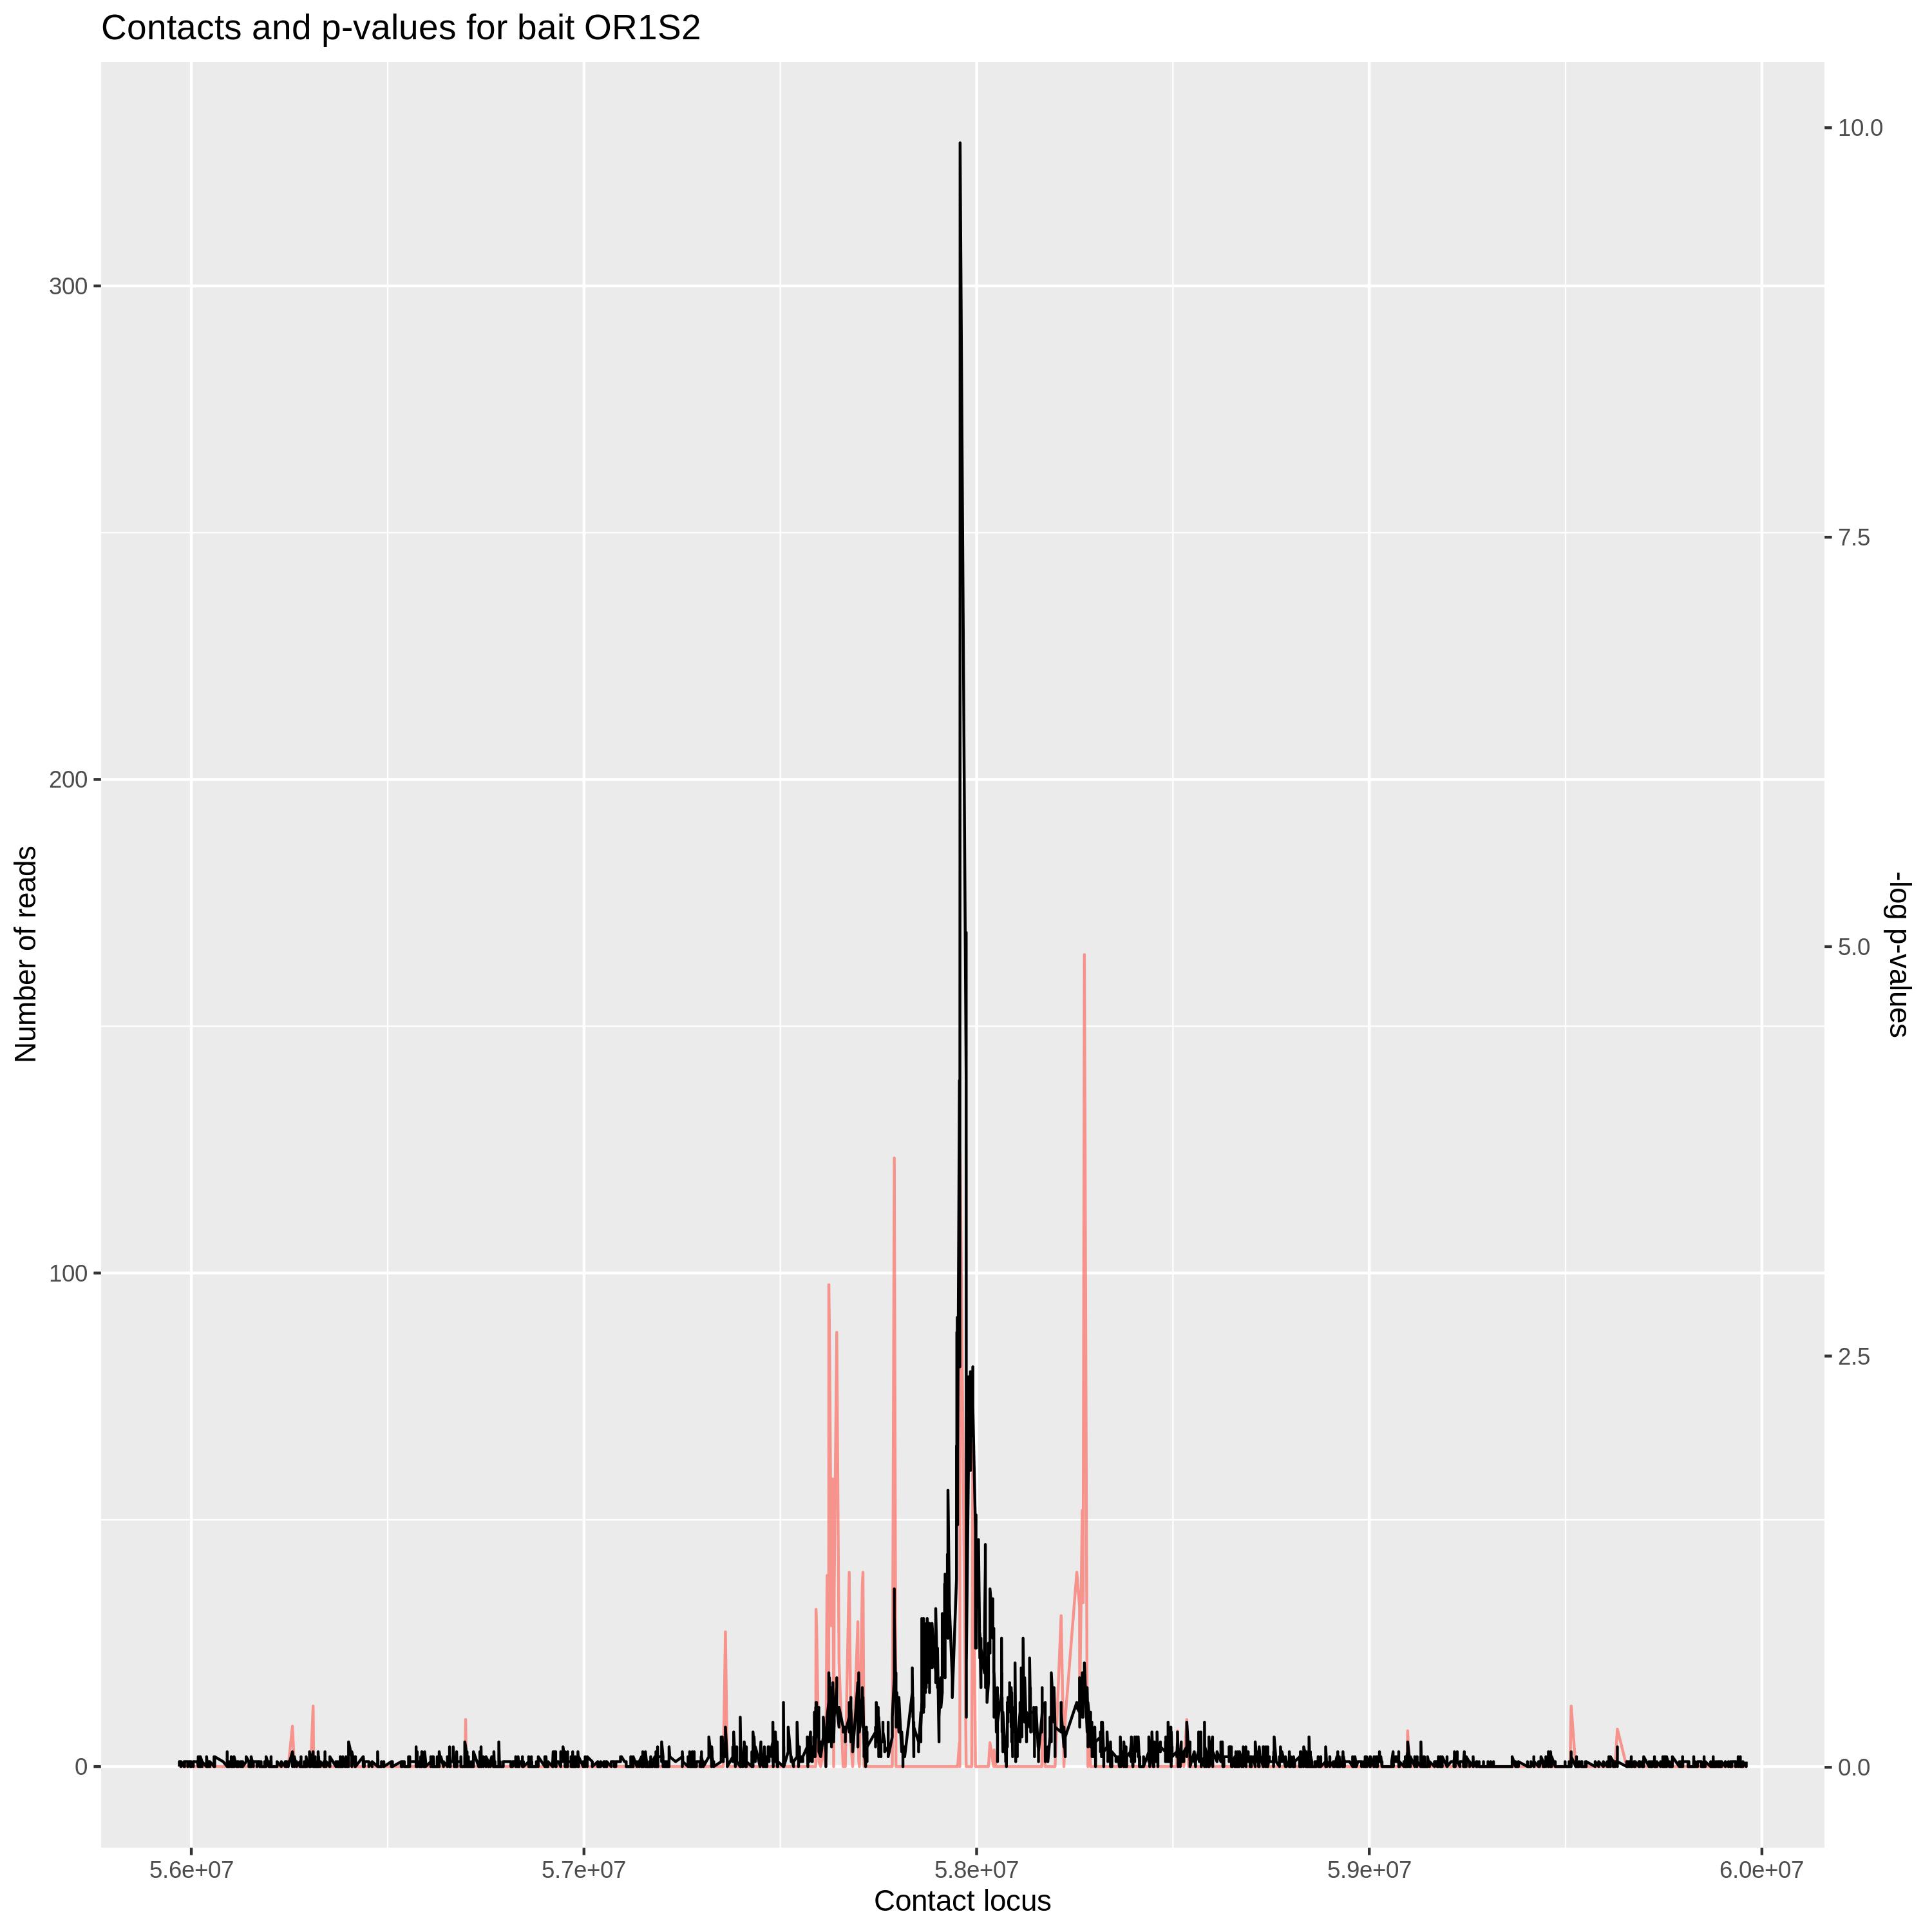 Contacts and p-values for bait OR1S2
300
200
100
0
Number of reads
10.0
7.5
5.0
2.5
0.0
-log p-values
5.6e+07
5.7e+07
5.8e+07
5.9e+07
6.0e+07
Contact locus